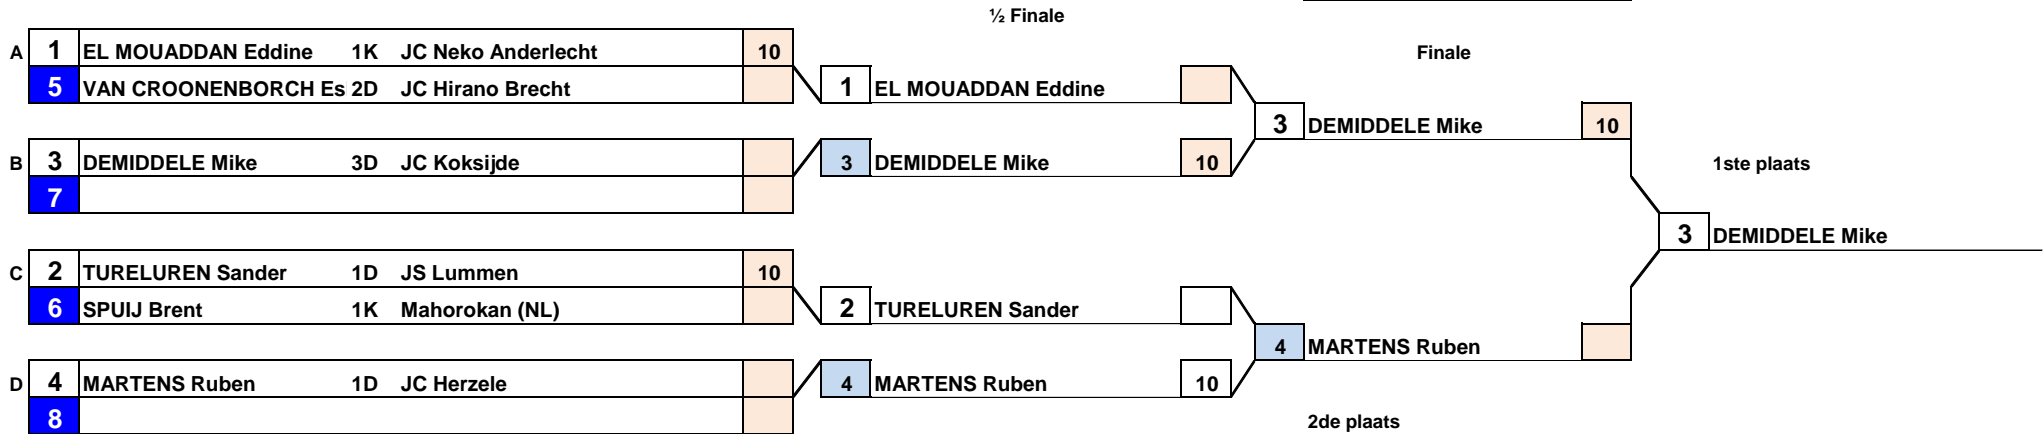 ½ Finale
A 1 EL MOUADDAN Eddine 1K JC Neko Anderlecht 10
Finale
5 VAN CROONENBORCH Es 2D JC Hirano Brecht
1 EL MOUADDAN Eddine
3 DEMIDDELE Mike 10
B 3 DEMIDDELE Mike 3D JC Koksijde
3 DEMIDDELE Mike 10
1ste plaats
7
3 DEMIDDELE Mike
C 2 TURELUREN Sander 1D JS Lummen 10
6 SPUIJ Brent 1K Mahorokan (NL)
2 TURELUREN Sander
4 MARTENS Ruben
D 4 MARTENS Ruben 1D JC Herzele
4 MARTENS Ruben 10
8
2de plaats